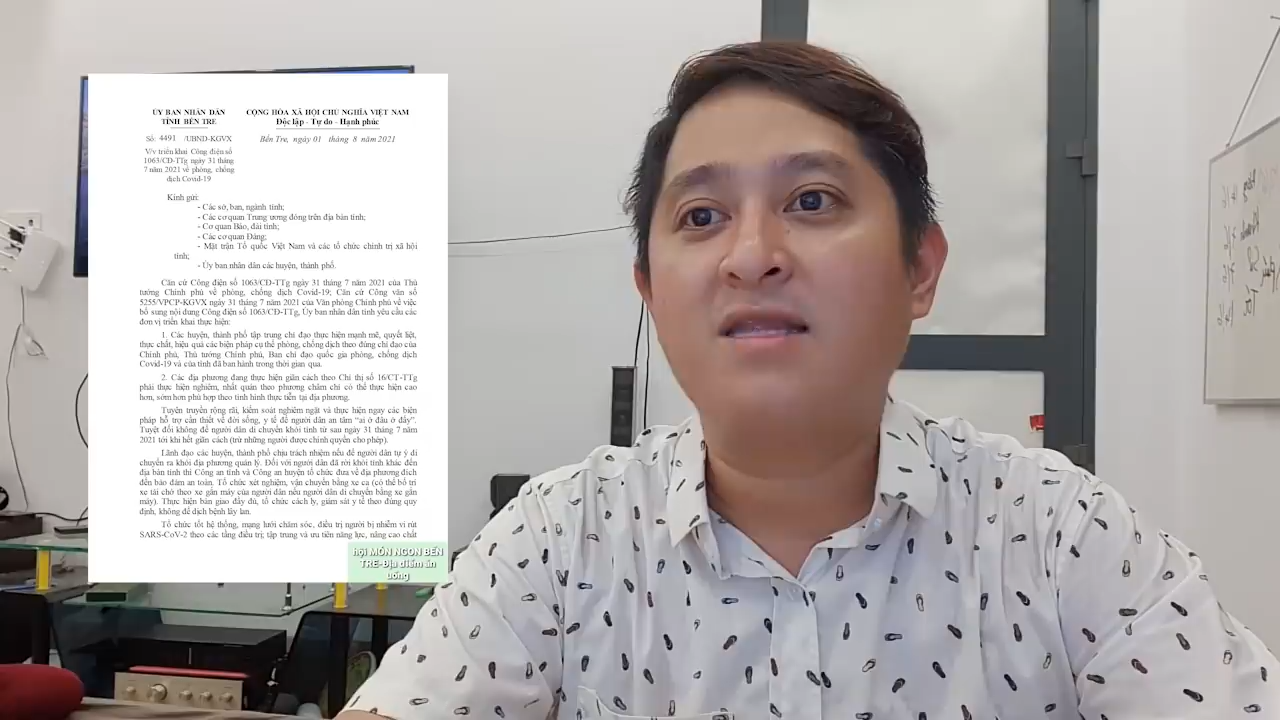 ỦY BAN NHÂN DÂN
TỈNH BẾN TRE
CỘNG HÒA XÃ HỘI CHỦ NGHĨA VIỆT NAM
Độc lập - Tự do - Hạnh phúc
Số: 4491 /UBND-KGVX
Bến Tre, ngày 01 tháng 8 năm 2021
V/v triển khai Công điện số
1063/CĐ-TTg ngày 31 tháng
7 năm 2021 về phòng, chống
dịch Covid-19
Kính gửi:
- Các sở, ban, ngành tỉnh;
- Các cơ quan Trung ương đóng trên địa bàn tỉnh;
- Cơ quan Báo, đài tỉnh;
- Các cơ quan Đảng;
- Mặt trận Tổ quốc Việt Nam và các tổ chức chính trị xã hội
tỉnh;
- Ủy ban nhân dân các huyện, thành phố.
Căn cứ Công điện số 1063/CĐ-TTg ngày 31 tháng 7 năm 2021 của Thủ
tướng Chính phủ về phòng, chống dịch Covid-19; Căn cứ Công văn số
5255/VPCP-KGVX ngày 31 tháng 7 năm 2021 của Văn phòng Chính phủ về việc
bổ sung nội dung Công điện số 1063/CĐ-TTg, Ủy ban nhân dân tỉnh yêu cầu các
đơn vị triển khai thực hiện:
1. Các huyện, thành phố tập trung chỉ đạo thực hiện mạnh mẽ, quyết liệt,
thực chất, hiệu quả các biện pháp cụ thể phòng, chống dịch theo đúng chỉ đạo của
Chính phủ, Thủ tướng Chính phủ, Ban chỉ đạo quốc gia phòng, chống dịch
Covid-19 và của tỉnh đã ban hành trong thời gian qua.
2. Các địa phương đang thực hiện giãn cách theo Chỉ thị số 16/CT-TTg
phải thực hiện nghiêm, nhất quán theo phương châm chỉ có thể thực hiện cao
hơn, sớm hơn phù hợp theo tình hình thực tiễn tại địa phương.
Tuyên truyền rộng rãi, kiểm soát nghiêm ngặt và thực hiện ngay các biện
pháp hỗ trợ cần thiết về đời sống, y tế để người dân an tâm “ai ở đâu ở đấy”.
Tuyệt đối không để người dân di chuyển khỏi tỉnh từ sau ngày 31 tháng 7 năm
2021 tới khi hết giãn cách (trừ những người được chính quyền cho phép).
Lãnh đạo các huyện, thành phố chịu trách nhiệm nếu để người dân tự ý di
chuyển ra khỏi địa phương quản lý. Đối với người dân đã rời khỏi tỉnh khác đến
địa bàn tỉnh thì Công an tỉnh và Công an huyện tổ chức đưa về địa phương đích
đến bảo đảm an toàn. Tổ chức xét nghiệm, vận chuyển bằng xe ca (có thể bố trí
xe tải chở theo xe gắn máy của người dân nếu người dân di chuyển bằng xe gắn
máy). Thực hiện bàn giao đầy đủ, tổ chức cách ly, giám sát y tế theo đúng quy
định, không để dịch bệnh lây lan.
Tổ chức tốt hệ thống, mạng lưới chăm sóc, điều trị người bị nhiễm vi rút
SARS-CoV-2 theo các tầng điều trị; tập trung và ưu tiên năng lực, nâng cao chất
hội MÓN NGON BẾN
TRE-Địa điểm ăn
uống